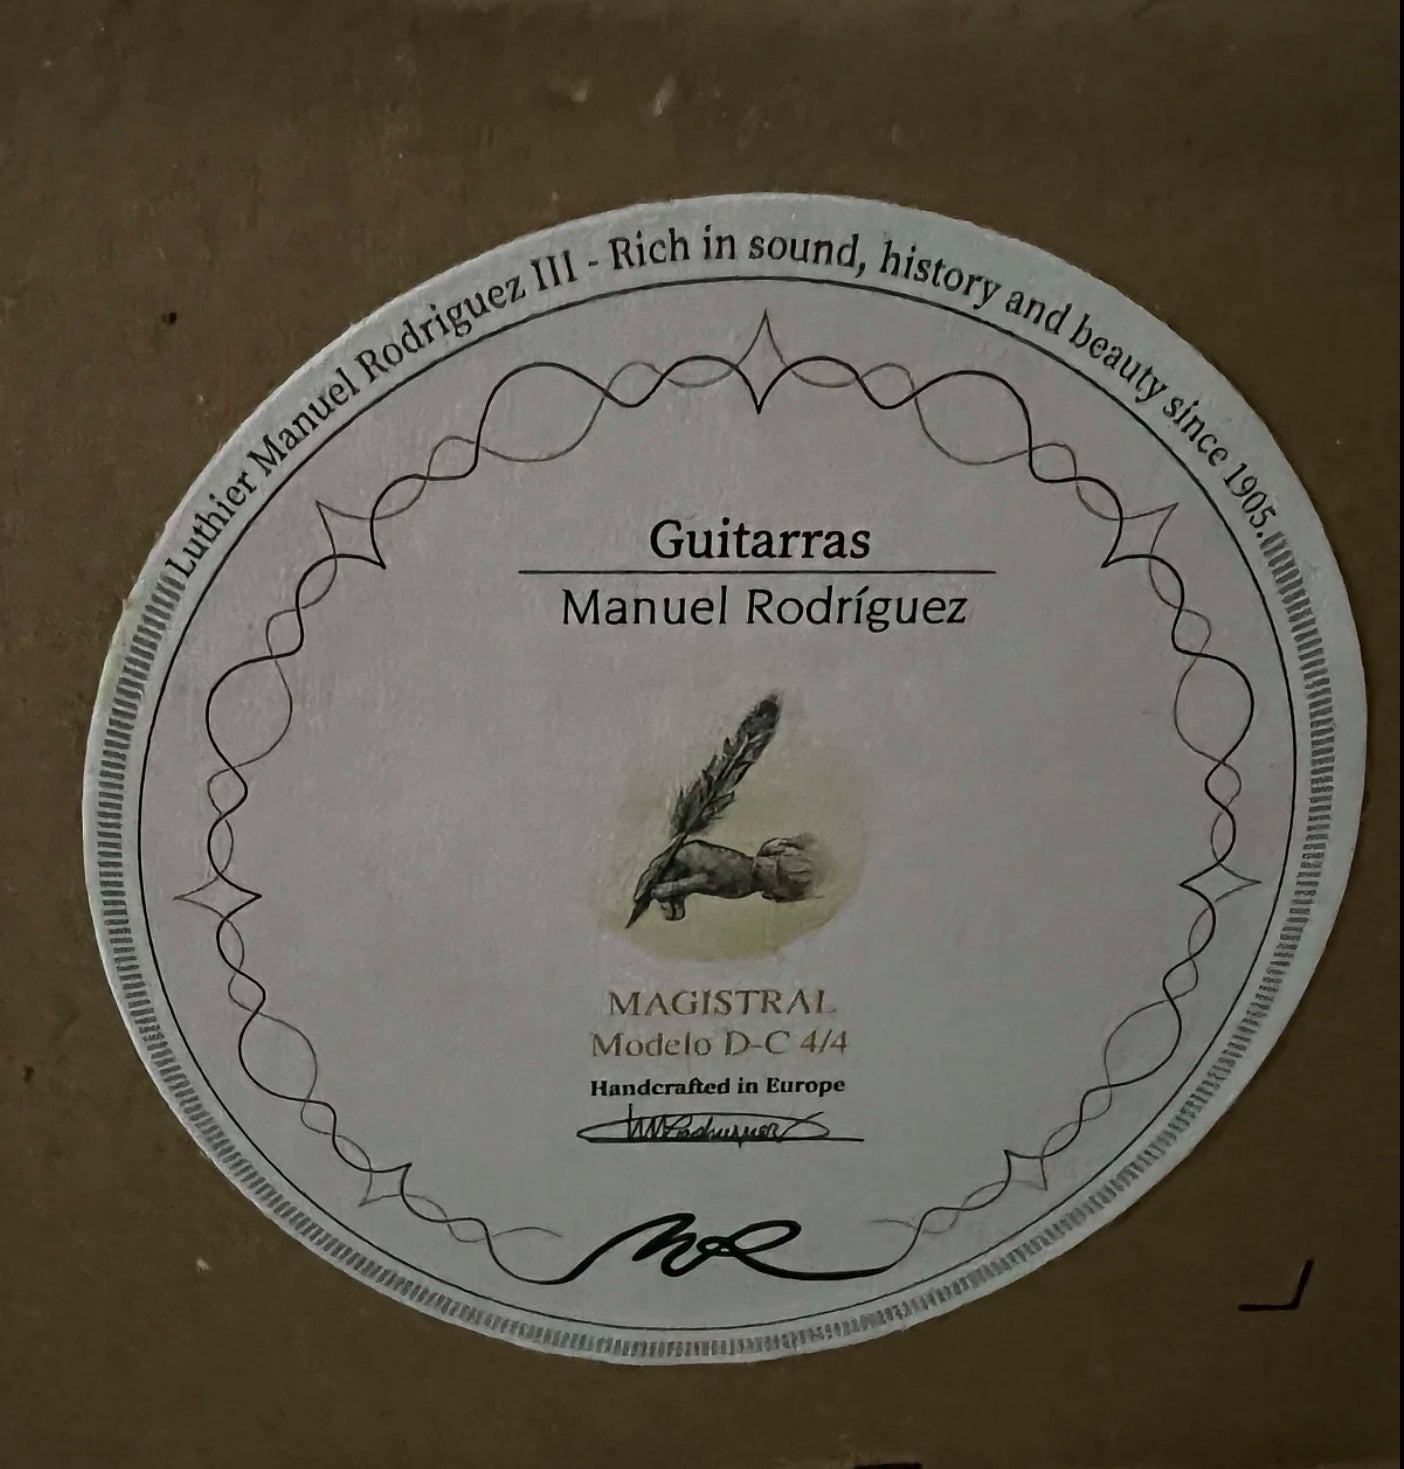 Luthier Manuel Rodriguez III - Rich in sound, history and beauty since 1905.
Guitarras
Manuel Rodríguez
MAGISTRAL
Modelo D-C 4/4
Handcrafted in Europe
MR